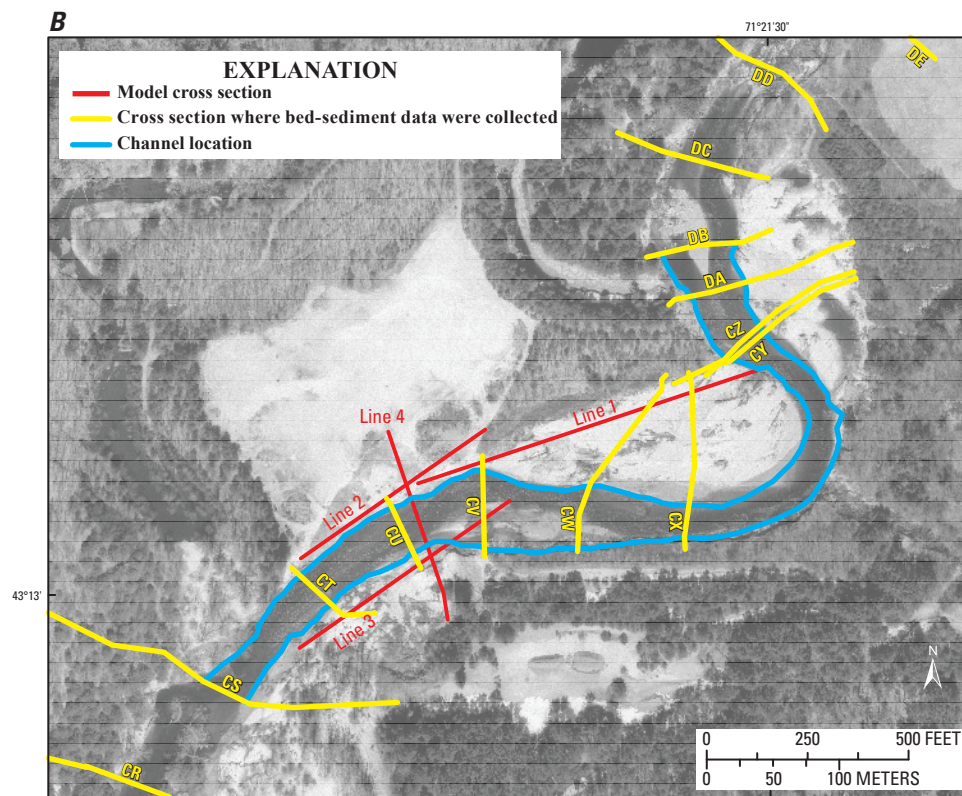 B
71°21'30"
EXPLANATION
Model cross section
Cross section where bed-sediment data were collected
Channel location
DE
DD
DC
DB
DA
CZ
CY
Line 1
Line 4
Line 2
CV
CW
CX
CU
CT
Line 3
43°13'
CS
CR
N
0 250 500 FEET
0 50 100 METERS